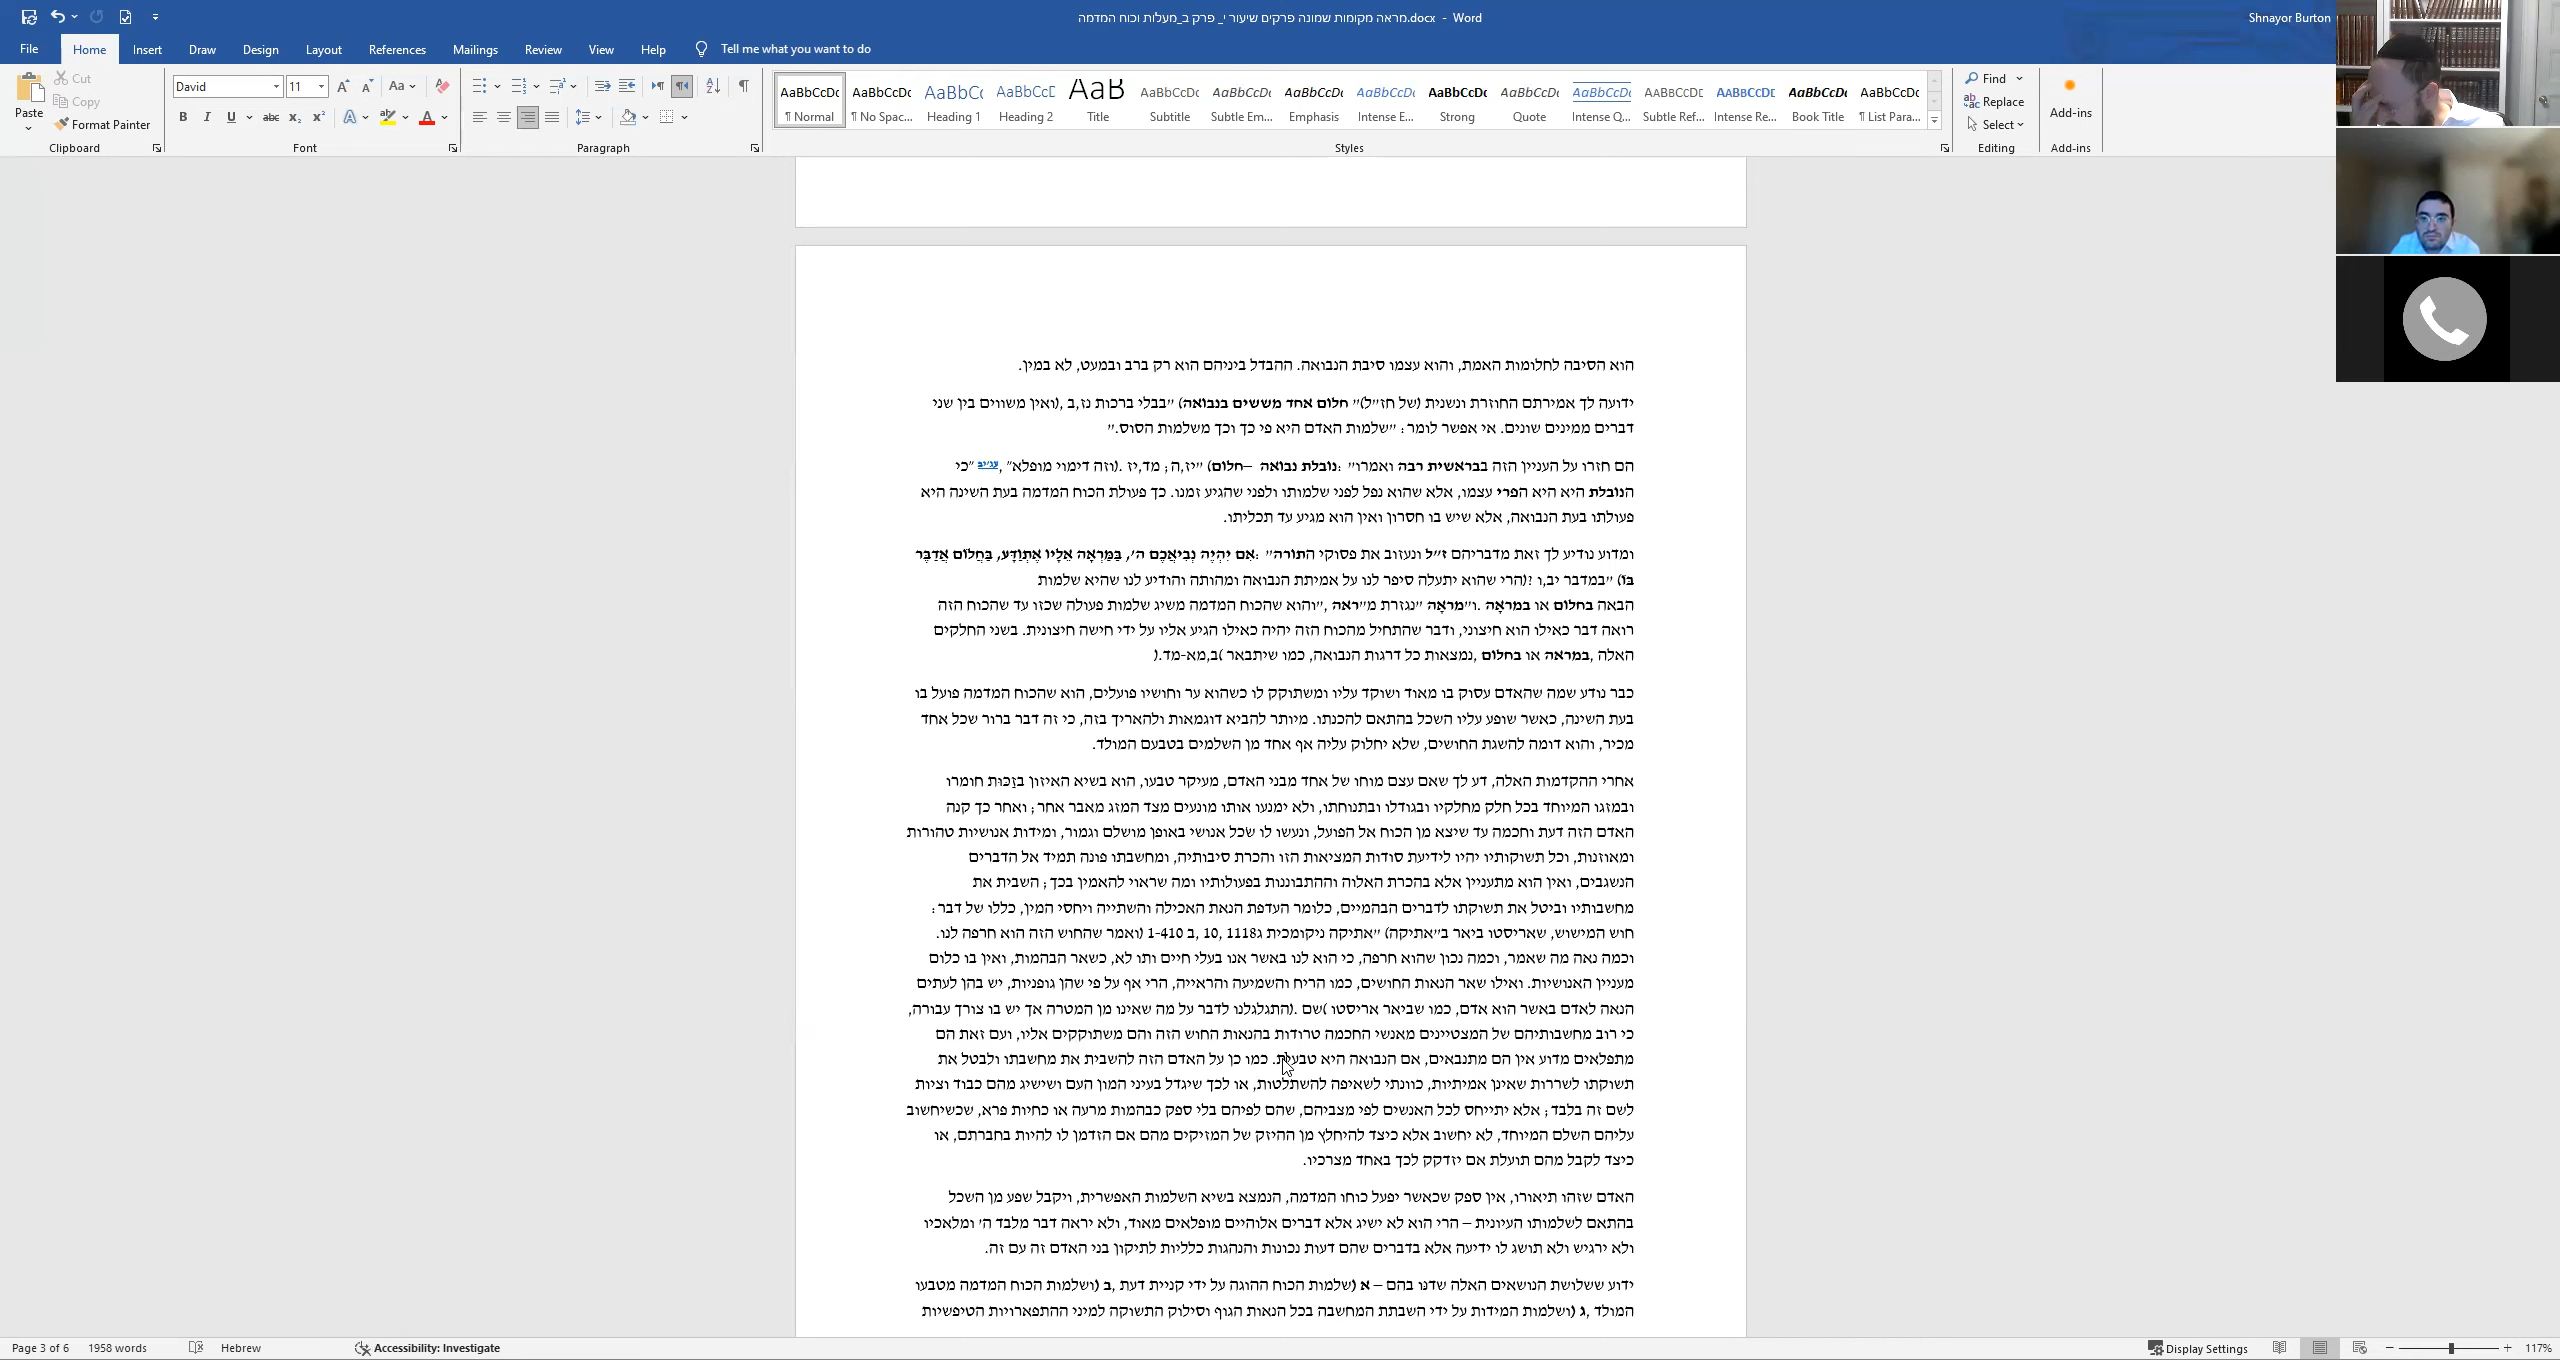 מראה מקומות שמונה פרקים שיעור י_ פרק ב_מעלות וכוח המדמה.docx - Word
Shnayor Burton
File Home Insert Draw Design Layout References Mailings Review View Help Tell me what you want to do
Paste
Cut
Copy
Format Painter
David 11
AaBbCcDc ¶ Normal
AaBbCcDc ¶ No Spac...
AaBbCc Heading 1
AaBbCcE Heading 2
AaB Title
AaBbCcDc Subtitle
AaBbCcDc Subtle Em...
AaBbCcDc Emphasis
AaBbCcDc Intense E...
AaBbCcDc Strong
AaBbCcDc Quote
AaBbCcDc Intense Q...
AABBCCDE Subtle Ref...
AABBCCDE Intense Re...
AaBbCcDc Book Title
AaBbCcDc ¶ List Para...
Find
Replace
Select
Add-ins
Clipboard Font Paragraph Styles Editing Add-ins
הוא הסיבה לחלומות האמת, והוא עצמו סיבת הנבואה. ההבדל ביניהם הוא רק ברב ובמעט, לא במין.
ידועה לך אמירתם החוזרת ונשנית (של חז״ל)״ חלום אחד מששים בנבואה) ״בבלי ברכות נז,ב ,(ואין משווים בין שני
דברים ממינים שונים. אי אפשר לומר: ״שלמות האדם היא פי כך וכך משלמות הסוס.״
הם חזרו על העניין הזה בבראשית רבה ואמרו״ :נובלת נבואה –חלום) ״יז,ה; מד,יז .(וזה דימוי מופלא״ ,עג׳יב ״כי
הנובלת היא היא הפרי עצמו, אלא שהוא נפל לפני שלמותו ולפני שהגיע זמנו. כך פעולת הכוח המדמה בעת השינה היא
פעולתו בעת הנבואה, אלא שיש בו חסרון ואין הוא מגיע עד תכליתו.
ומדוע נודיע לך זאת מדבריהם ז״ל ונעזוב את פסוקי התורה״ :אִם יִהְיֶה נְבִיאֲכֶם ה׳, בַּמַּרְאָה אֵלָיו אֶתְוַדָּע, בַּחֲלוֹם אֲדַבֶּר
בּוֹ) ״במדבר יב,ו ?(הרי שהוא יתעלה סיפר לנו על אמיתת הנבואה ומהותה והודיע לנו שהיא שלמות
הבאה בחלום או במראָה .ו״מראָה ״נגזרת מ״ראה ,״והוא שהכוח המדמה משיג שלמות פעולה שכזו עד שהכוח הזה
רואה דבר כאילו הוא חיצוני, ודבר שהתחיל מהכוח הזה יהיה כאילו הגיע אליו על ידי חישה חיצונית. בשני החלקים
האלה ,במראה או בחלום ,נמצאות כל דרגות הנבואה, כמו שיתבאר )ב,מא-מד.(
כבר נודע שמה שהאדם עסוק בו מאוד ושוקד עליו ומשתוקק לו כשהוא ער וחושיו פועלים, הוא שהכוח המדמה פועל בו
בעת השינה, כאשר שופע עליו השכל בהתאם להכנתו. מיותר להביא דוגמאות ולהאריך בזה, כי זה דבר ברור שכל אחד
מכיר, והוא דומה להשגת החושים, שלא יחלוק עליה אף אחד מן השלמים בטבעם המולד.
אחרי ההקדמות האלה, דע לך שאם עצם מוחו של אחד מבני האדם, מעיקר טבעו, הוא בשיא האיזון בזַכּוּת חומרו
ובמזגו המיוחד בכל חלק מחלקיו ובגודלו ובתנוחתו, ולא ימנעו אותו מונעים מצד המזג מאבר אחר; ואחר כך קנה
האדם הזה דעת וחכמה עד שיצא מן הכוח אל הפועל, ונעשו לו שכל אנושי באופן מושלם וגמור, ומידות אנושיות טהורות
ומאוזנות, וכל תשוקותיו יהיו לידיעת סודות המציאות הזו והכרת סיבותיה, ומחשבתו פונה תמיד אל הדברים
הנשגבים, ואין הוא מתעניין אלא בהכרת האלוה וההתבוננות בפעולותיו ומה שראוי להאמין בכך; השבית את
מחשבותיו וביטל את תשוקתו לדברים הבהמיים, כלומר העדפת הנאת האכילה והשתייה ויחסי המין, כללו של דבר:
חוש המישוש, שאריסטו ביאר ב״אתיקה) ״אתיקה ניקומכית ג10, 1118, ב 1-410 (ואמר שהחוש הזה הוא חרפה לנו.
וכמה נאה מה שאמר, וכמה נכון שהוא חרפה, כי הוא לנו באשר אנו בעלי חיים ותו לא, כשאר הבהמות, ואין בו כלום
מעניין האנושיות. ואילו שאר הנאות החושים, כמו הריח והשמיעה והראייה, הרי אף על פי שהן גופניות, יש בהן לעתים
הנאה לאדם באשר הוא אדם, כמו שביאר אריסטו )שם .(התגלגלנו לדבר על מה שאינו מן המטרה אך יש בו צורך עבורה,
כי רוב מחשבותיהם של המצטיינים מאנשי החכמה טרודות בהנאות החוש הזה והם משתוקקים אליו, ועם זאת הם
מתפלאים מדוע אין הם מתנבאים, אם הנבואה היא טבעית. כמו כן על האדם הזה להשבית את מחשבתו ולבטל את
תשוקתו לשררות שאינן אמיתיות, כוונתי לשאיפה להשתלטות, או לכך שיגדל בעיני המון העם ושישיג מהם כבוד וציות
לשם זה בלבד; אלא יתייחס לכל האנשים לפי מצביהם, שהם לפיהם בלי ספק כבהמות מרעה או כחיות פרא, שכשיחשוב
עליהם השלם המיוחד, לא יחשוב אלא כיצד להיחלץ מן ההיזק של המזיקים מהם אם הזדמן לו להיות בחברתם, או
כיצד לקבל מהם תועלת אם יזדקק לכך באחד מצרכיו.
האדם שזהו תיאורו, אין ספק שכאשר יפעל כוחו המדמה, הנמצא בשיא השלמות האפשרית, ויקבל שפע מן השכל
בהתאם לשלמותו העיונית – הרי הוא לא ישיג אלא דברים אלוהיים מופלאים מאוד, ולא יראה דבר מלבד ה׳ ומלאכיו
ולא ירגיש ולא תושג לו ידיעה אלא בדברים שהם דעות נכונות והנהגות כלליות לתיקון בני האדם זה עם זה.
ידוע ששלושת הנושאים האלה שדנּו בהם – א (שלמות הכוח ההוגה על ידי קניית דעת ,ב (ושלמות הכוח המדמה מטבעו
המולד ,ג (ושלמות המידות על ידי השבתת המחשבה בכל הנאות הגוף וסילוק התשוקה למיני ההתפארויות הטיפשיות
Page 3 of 6 1958 words Hebrew Accessibility: Investigate Display Settings 117%